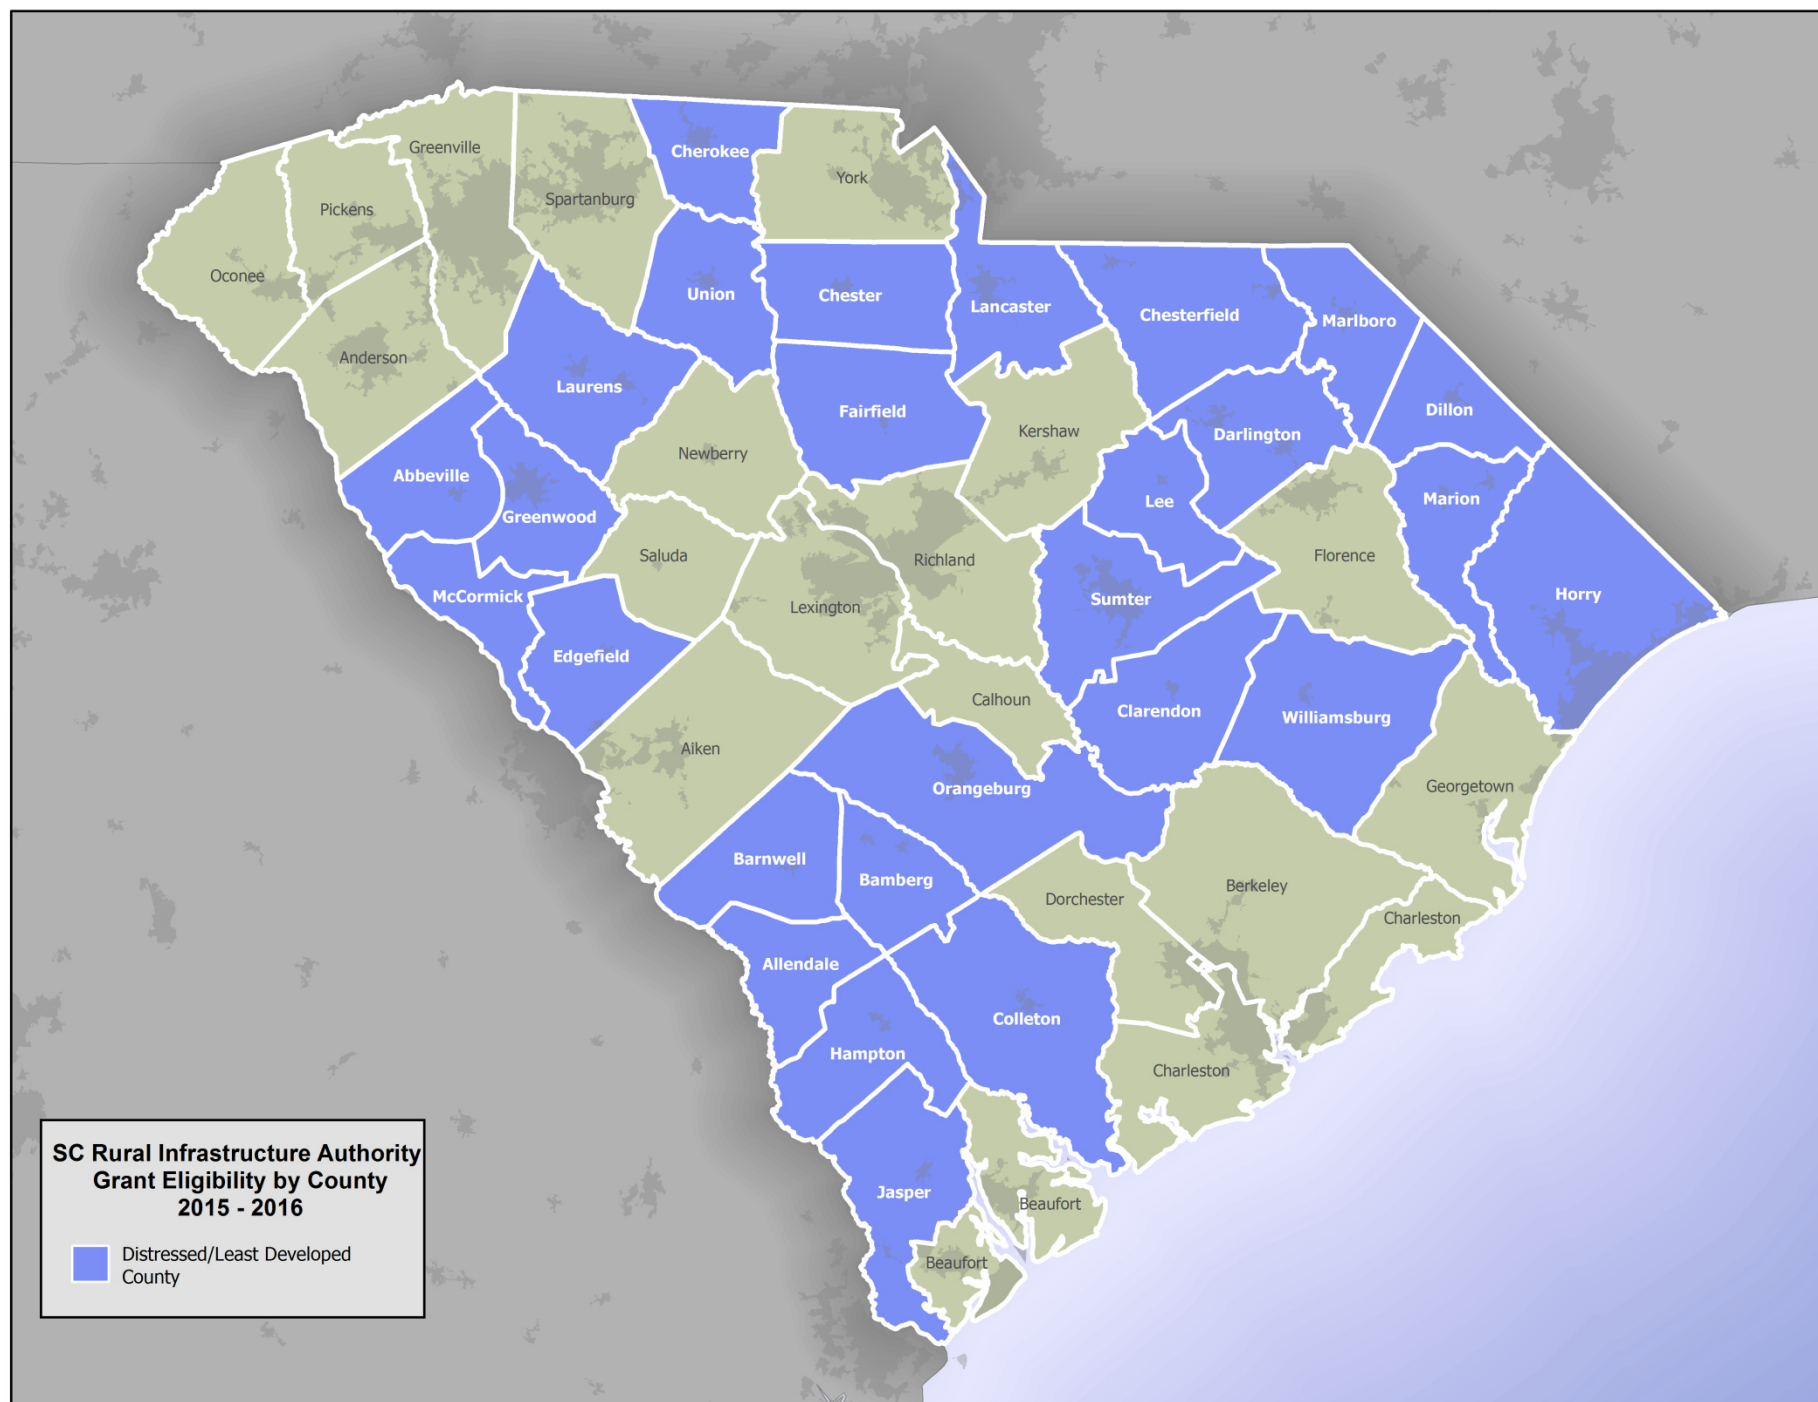 Greenville
Cherokee
York
Spartanburg
Pickens
Oconee
Union
Chester
Lancaster
Chesterfield
Marlboro
Anderson
Laurens
Fairfield
Kershaw
Darlington
Dillon
Newberry
Abbeville
Greenwood
Lee
Marion
Saluda
Richland
Florence
McCormick
Lexington
Sumter
Horry
Edgefield
Calhoun
Clarendon
Williamsburg
Aiken
Orangeburg
Georgetown
Barnwell
Bamberg
Dorchester
Berkeley
Charleston
Allendale
Colleton
Hampton
Charleston
Jasper
Beaufort
Beaufort
SC Rural Infrastructure Authority
Grant Eligibility by County
2015 - 2016
Distressed/Least Developed
County